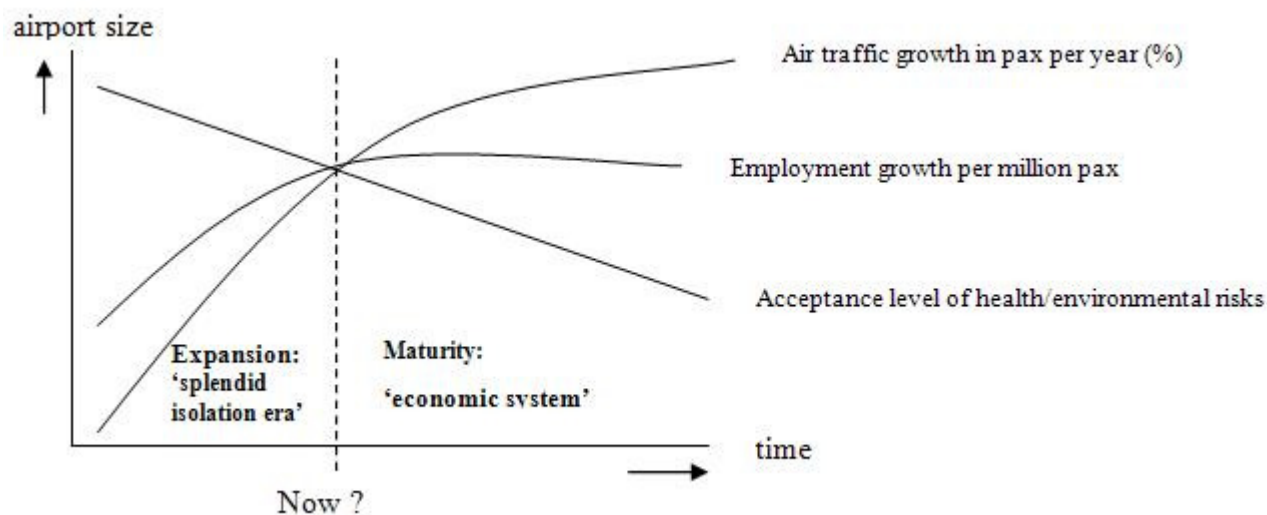 airport size
Air traffic growth in pax per year (%)
Employment growth per million pax
Acceptance level of health/environmental risks
Expansion:
‘splendid
isolation era’
Maturity:
‘economic system’
time
Now ?